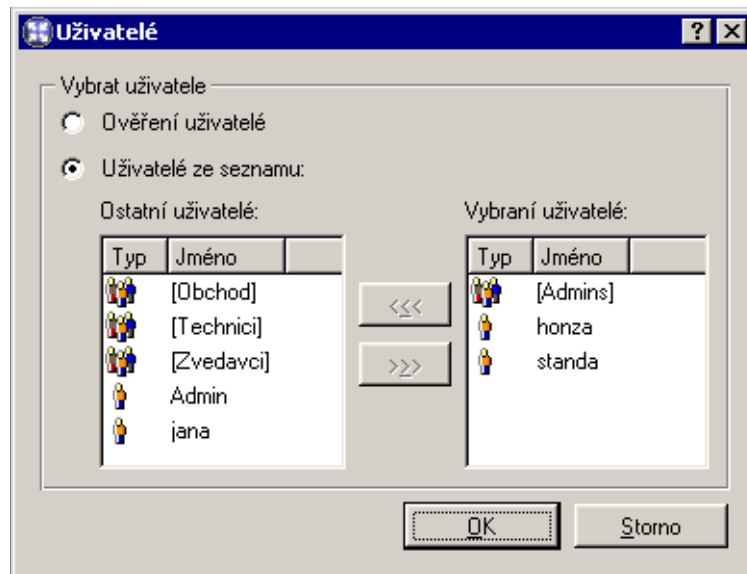 Uživatelé
Vybrat uživatele
Ověření uživatelé
Uživatelé ze seznamu:
Ostatní uživatelé:
Typ Jméno
[Obchod]
[Technici]
[Zvedavci]
Admin
jana
<<<
>>>
Vybraní uživatelé:
Typ Jméno
[Admins]
honza
standa
OK Storno